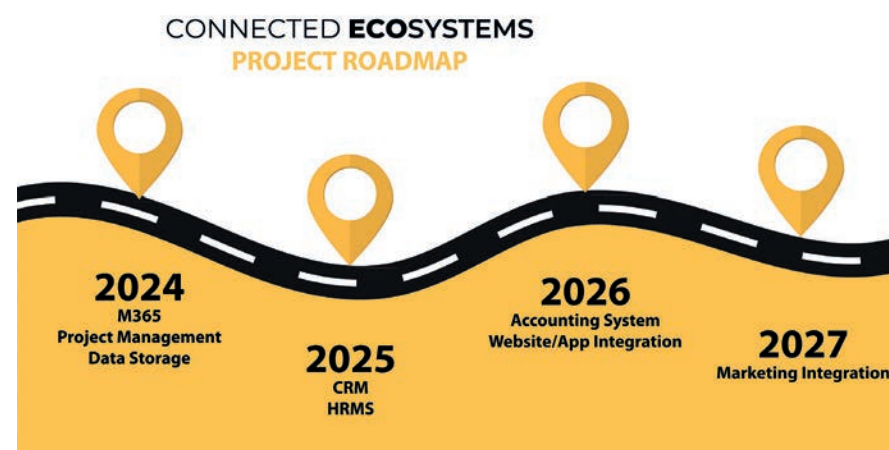 CONNECTED ECOSYSTEMS
PROJECT ROADMAP
2024
M365
Project Management
Data Storage
2025
CRM
HRMS
2026
Accounting System
Website/App Integration
2027
Marketing Integration